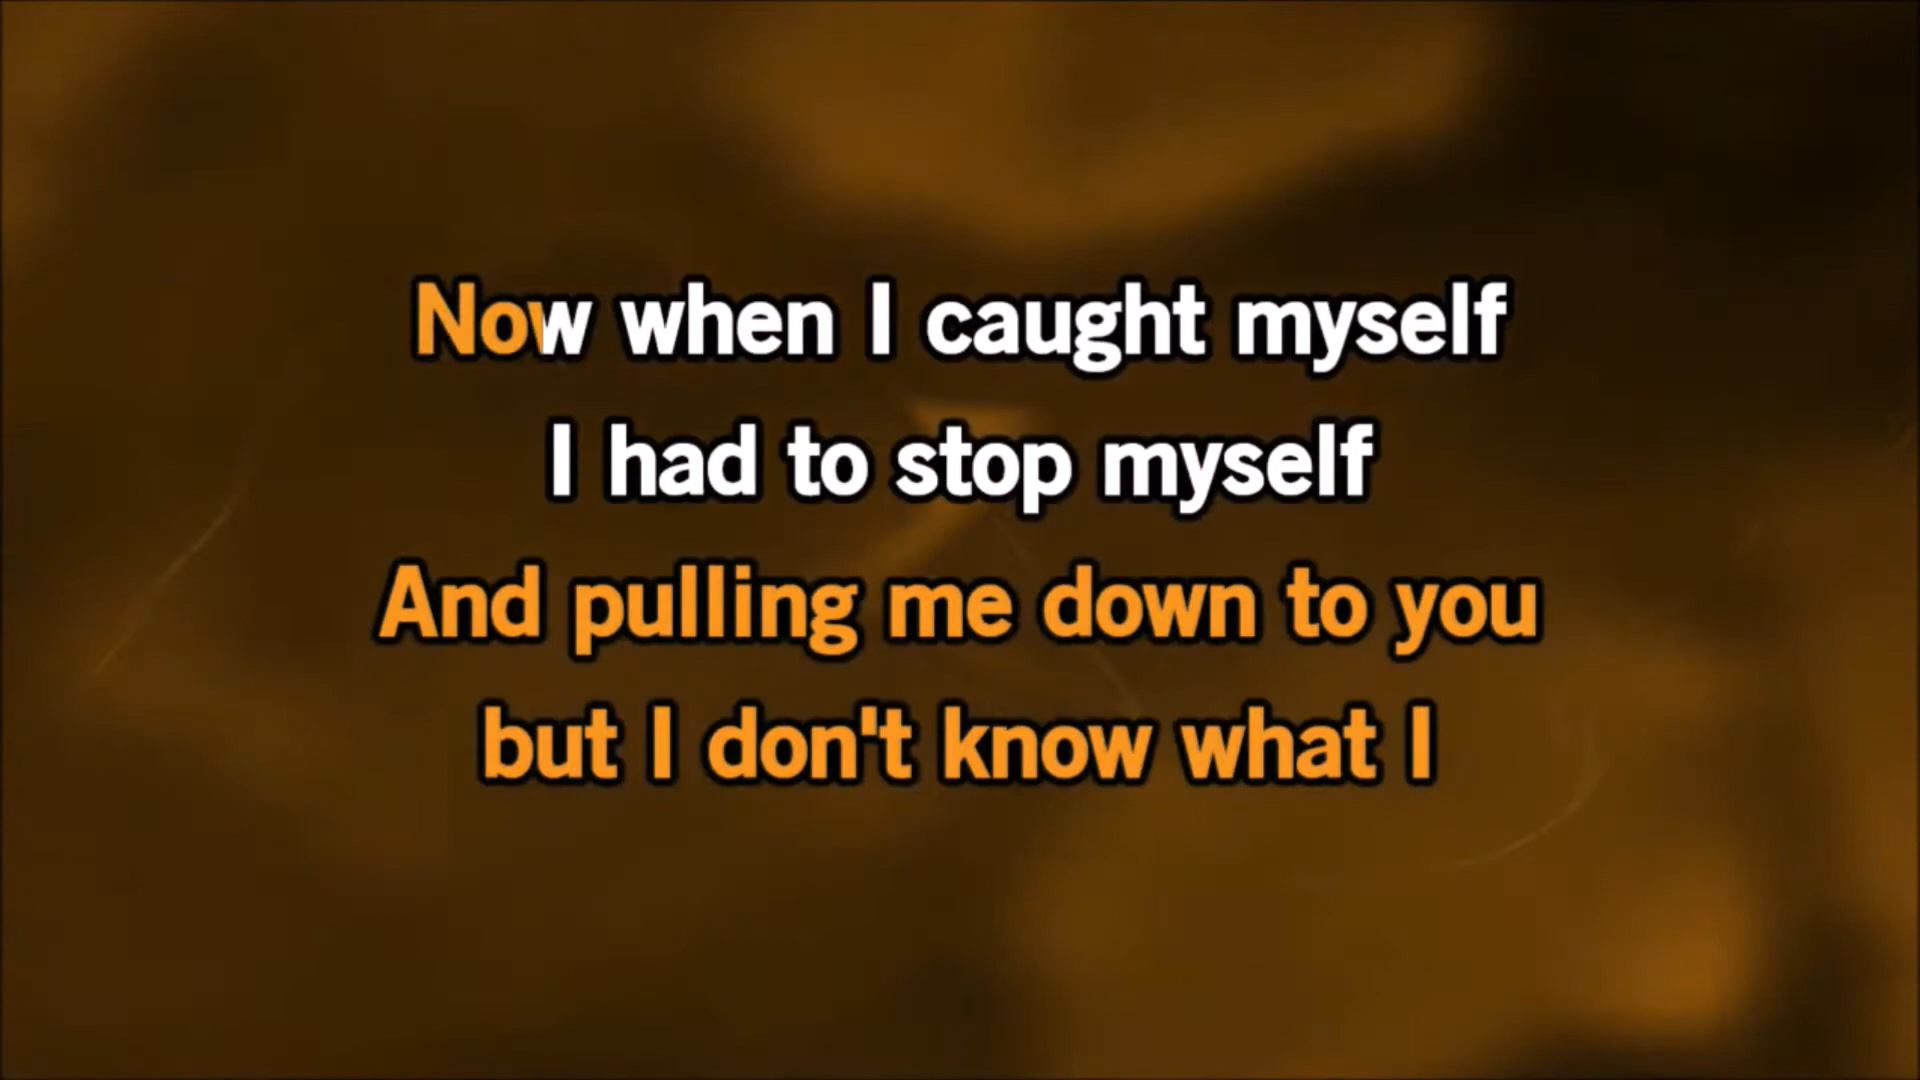 Now when I caught myself
I had to stop myself
And pulling me down to you
but I don't know what I